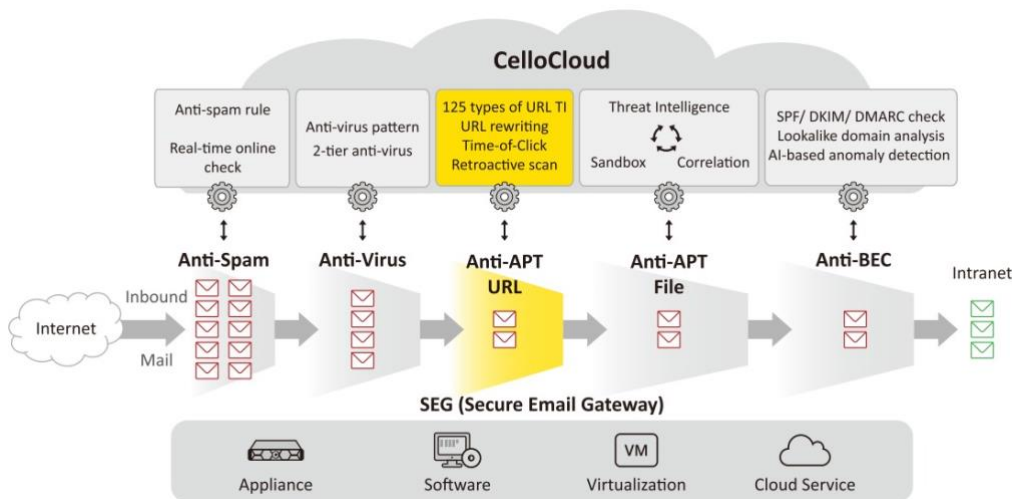 CelloCloud
Anti-spam rule
Real-time online
check
Anti-virus pattern
2-tier anti-virus
125 types of URL TI
URL rewriting
Time-of-Click
Retroactive scan
Threat Intelligence
Sandbox
Correlation
SPF/ DKIM/ DMARC check
Lookalike domain analysis
AI-based anomaly detection
Anti-Spam
Anti-Virus
Anti-APT
URL
Anti-APT
File
Anti-BEC
Intranet
Internet
Inbound
Mail
SEG (Secure Email Gateway)
Appliance
Software
VM
Virtualization
Cloud Service